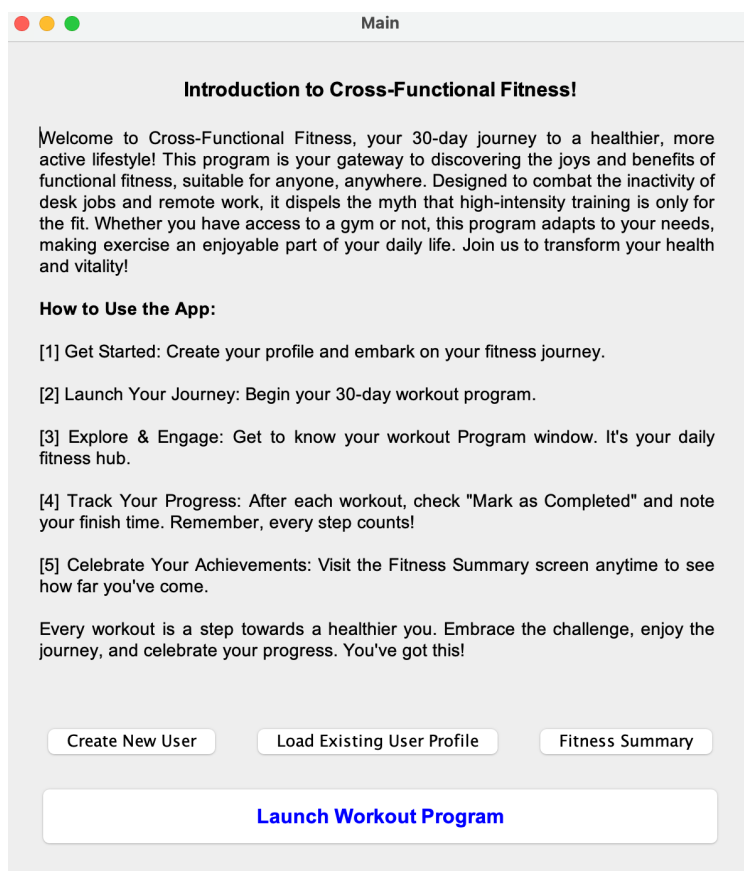 Main
Introduction to Cross-Functional Fitness!
Welcome to Cross-Functional Fitness, your 30-day journey to a healthier, more
active lifestyle! This program is your gateway to discovering the joys and benefits of
functional fitness, suitable for anyone, anywhere. Designed to combat the inactivity of
desk jobs and remote work, it dispels the myth that high-intensity training is only for
the fit. Whether you have access to a gym or not, this program adapts to your needs,
making exercise an enjoyable part of your daily life. Join us to transform your health
and vitality!
How to Use the App:
[1] Get Started: Create your profile and embark on your fitness journey.
[2] Launch Your Journey: Begin your 30-day workout program.
[3] Explore & Engage: Get to know your workout Program window. It's your daily
fitness hub.
[4] Track Your Progress: After each workout, check "Mark as Completed" and note
your finish time. Remember, every step counts!
[5] Celebrate Your Achievements: Visit the Fitness Summary screen anytime to see
how far you've come.
Every workout is a step towards a healthier you. Embrace the challenge, enjoy the
journey, and celebrate your progress. You've got this!
Create New User
Load Existing User Profile
Fitness Summary
Launch Workout Program